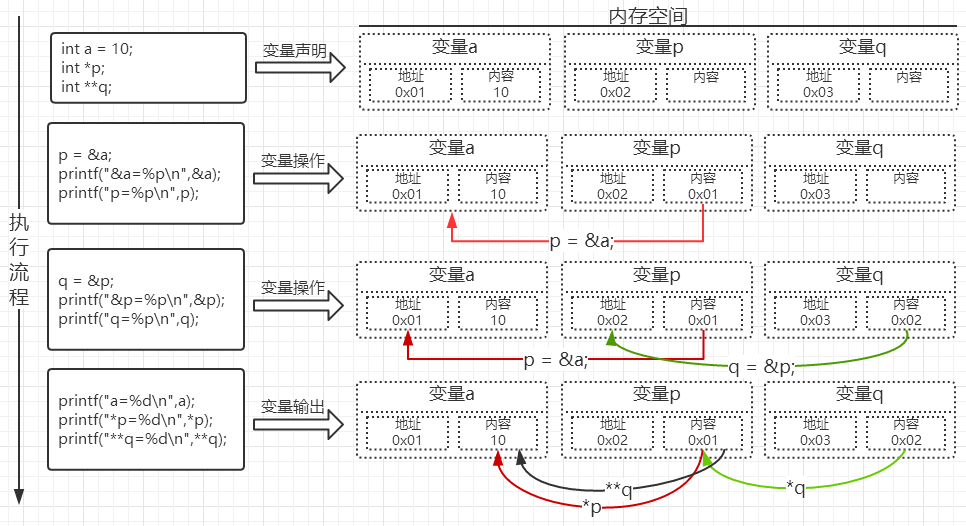 内存空间
执行流程
int a = 10;
int *p;
int **q;
变量声明
变量a
地址
0x01
内容
10
变量p
地址
0x02
内容
变量q
地址
0x03
内容
p = &a;
printf("&a=%p\n",&a);
printf("p=%p\n",p);
变量操作
变量a
地址
0x01
内容
10
变量p
地址
0x02
内容
0x01
变量q
地址
0x03
内容
p = &a;
q = &p;
printf("&p=%p\n",&p);
printf("q=%p\n",q);
变量操作
变量a
地址
0x01
内容
10
变量p
地址
0x02
内容
0x01
变量q
地址
0x03
内容
0x02
p = &a;
q = &p;
printf("a=%d\n",a);
printf("*p=%d\n",*p);
printf("**q=%d\n",**q);
变量输出
变量a
地址
0x01
内容
10
变量p
地址
0x02
内容
0x01
变量q
地址
0x03
内容
0x02
**q
*q
*p